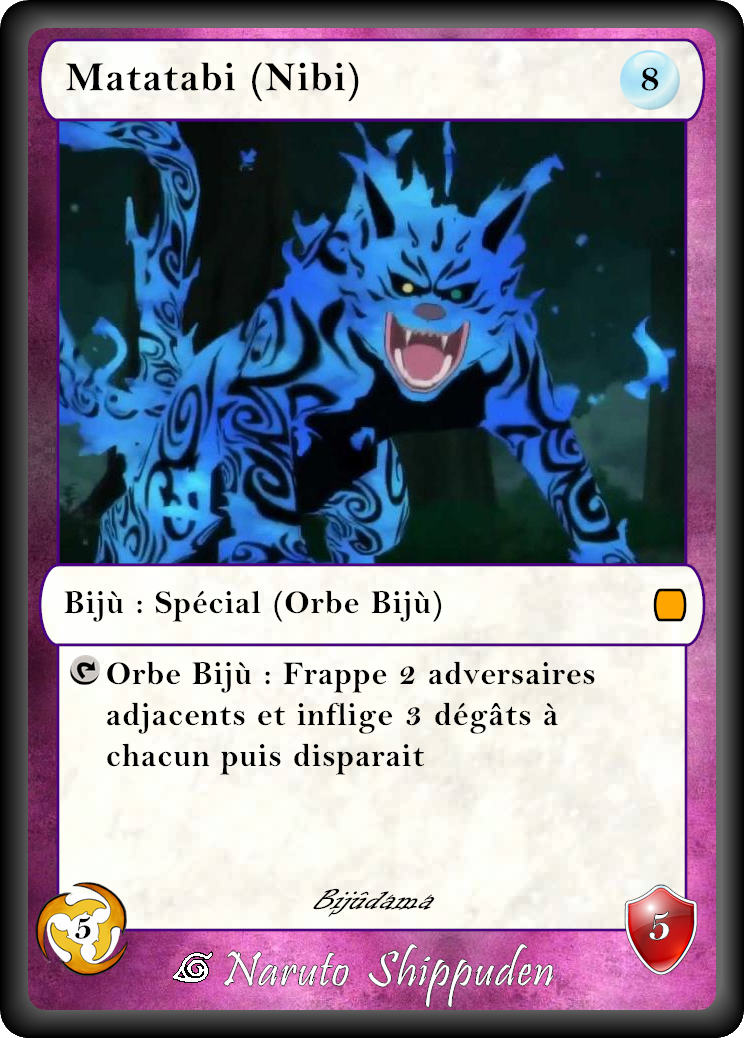 Matatabi (Nibi)
8
Bijù : Spécial (Orbe Bijù)
Orbe Bijù : Frappe 2 adversaires
adjacents et inflige 3 dégâts à
chacun puis disparait
Bijûdama
5
5
Naruto Shippuden